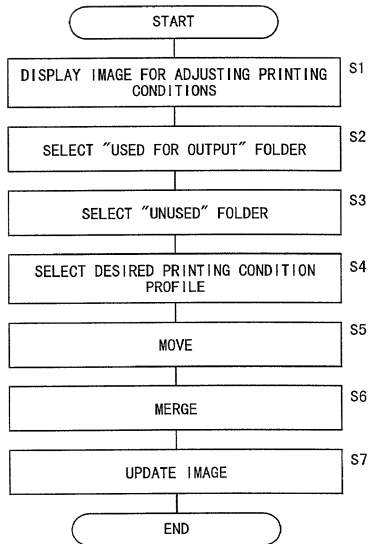 START
DISPLAY IMAGE FOR ADJUSTING PRINTING
CONDITIONS
S1
SELECT "USED FOR OUTPUT" FOLDER
S2
SELECT "UNUSED" FOLDER
S3
SELECT DESIRED PRINTING CONDITION
PROFILE
S4
MOVE
S5
MERGE
S6
UPDATE IMAGE
S7
END